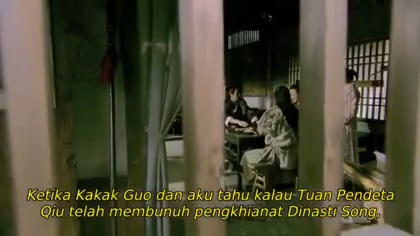 Ketika Kakak Guo dan aku tahu kalau Tuan Pendeta
Qiu telah membunuh pengkhianat Dinasti Song,